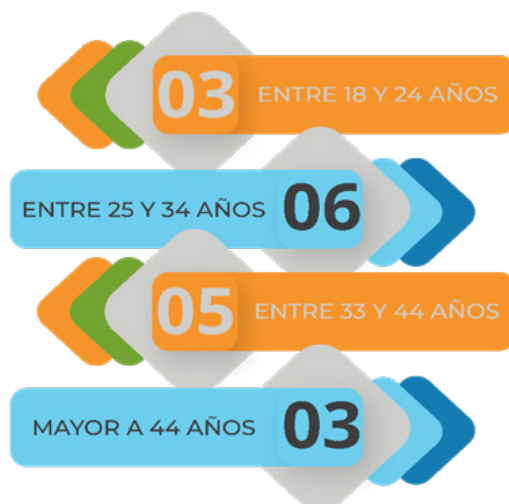 03 ENTRE 18 Y 24 AÑOS
ENTRE 25 Y 34 AÑOS 06
05 ENTRE 33 Y 44 AÑOS
MAYOR A 44 AÑOS 03